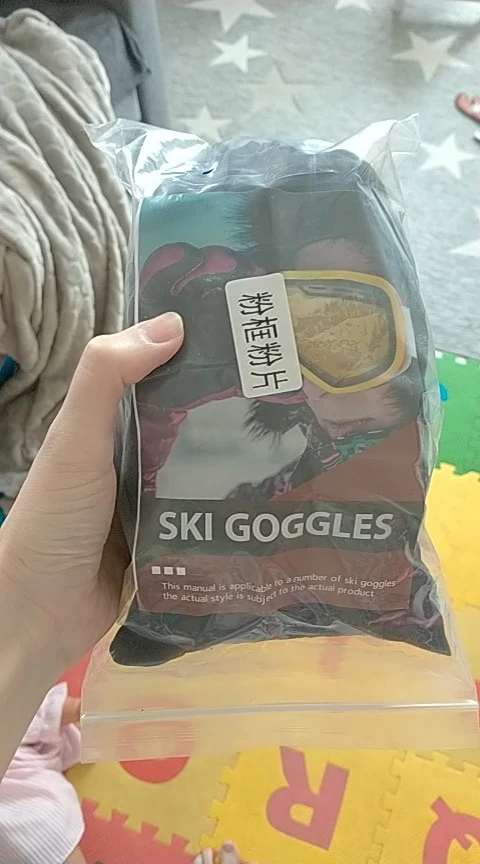 粉框粉片
SKI GOGGLES
This manual is applicable to a number of ski goggles
the actual style is subject to the actual product
R